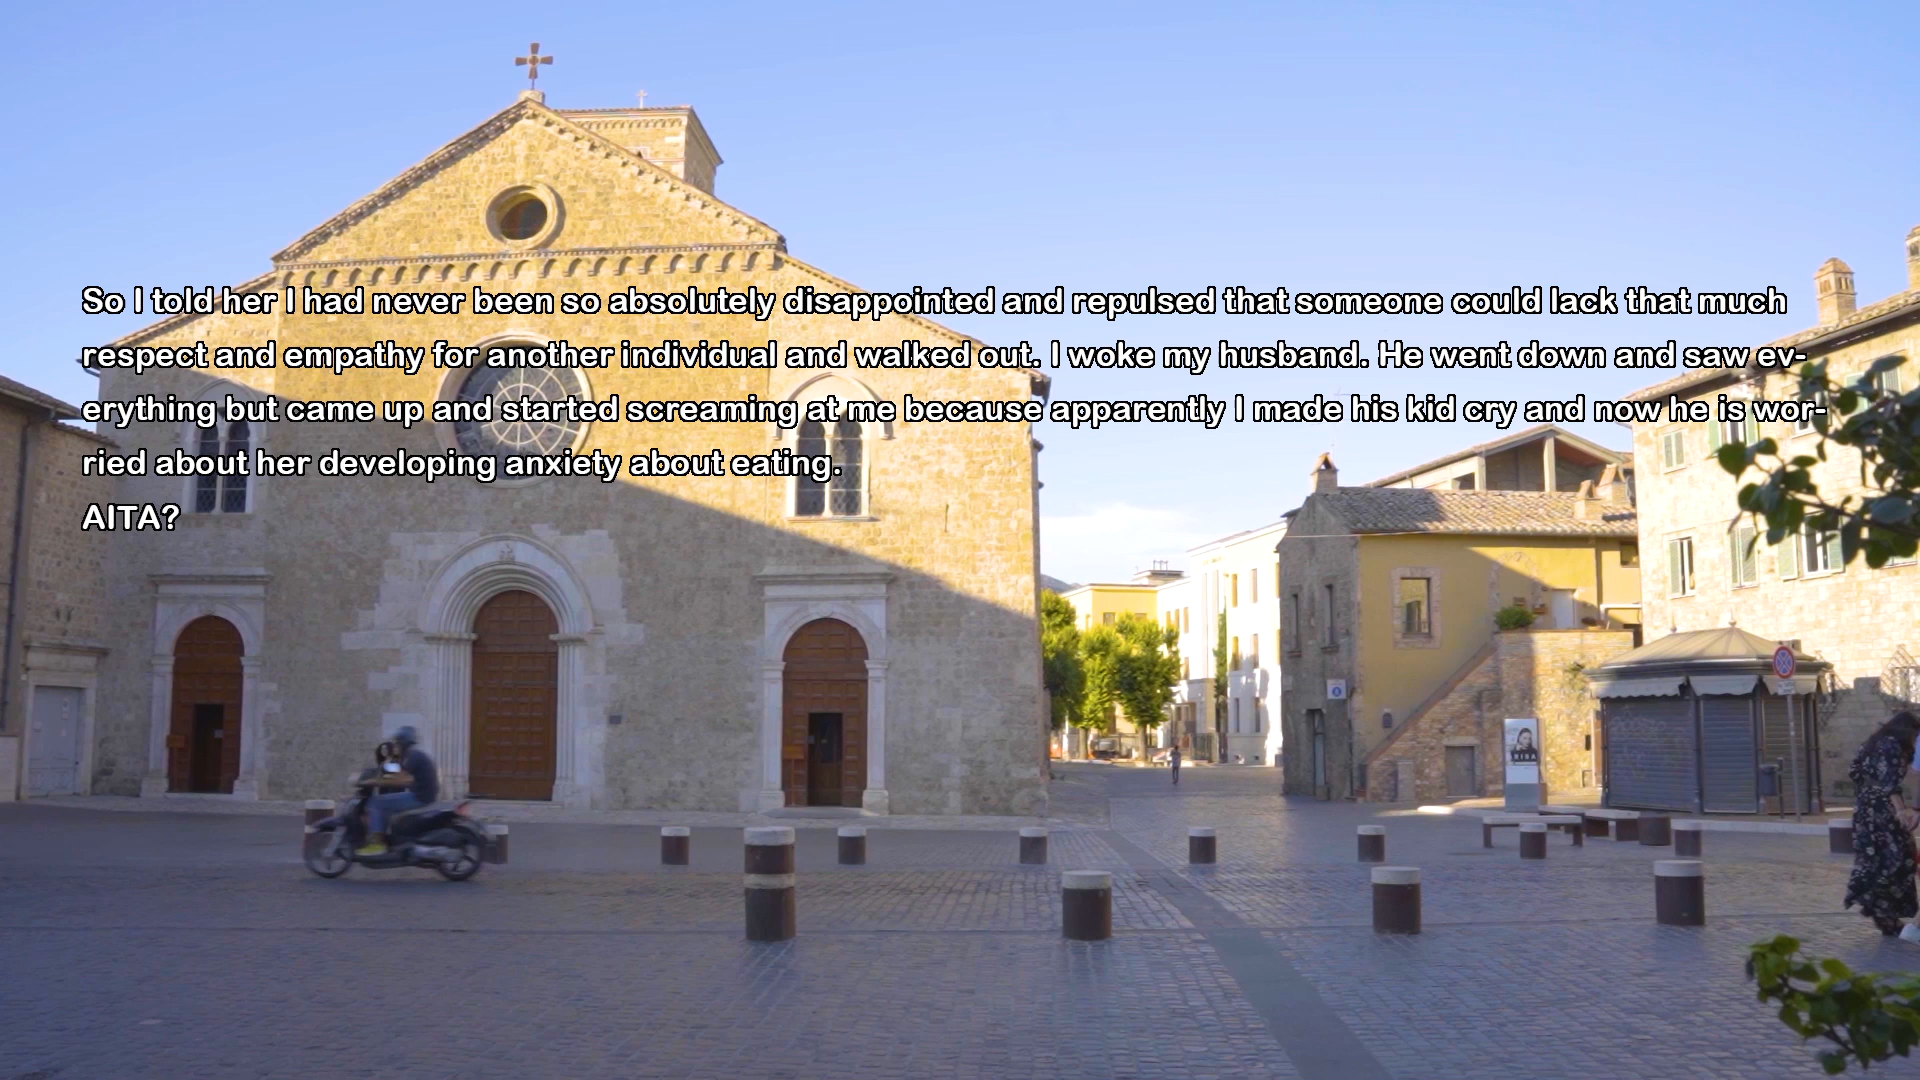 So I told her I had never been so absolutely disappointed and repulsed that someone could lack that much
respect and empathy for another individual and walked out. I woke my husband. He went down and saw ev-
erything but came up and started screaming at me because apparently I made his kid cry and now he is wor-
ried about her developing anxiety about eating.
AITA?